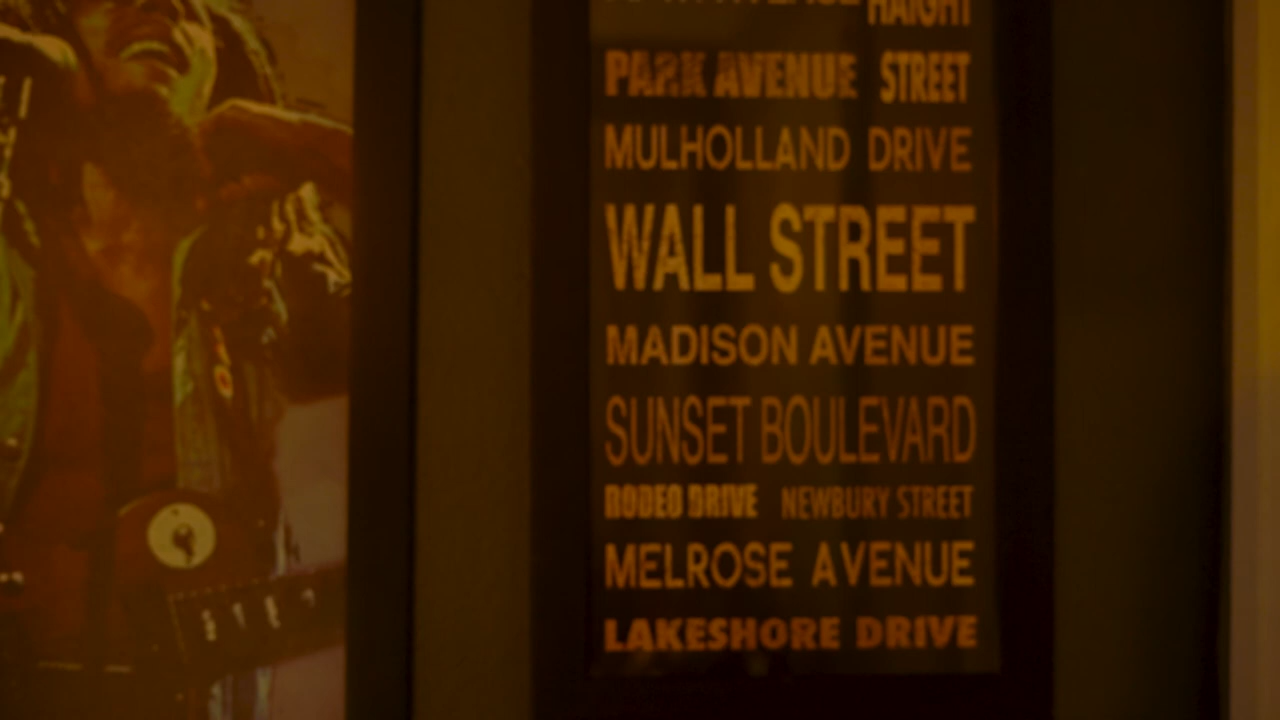 HAIGHT
PARK AVENUE STREET
MULHOLLAND DRIVE
WALL STREET
MADISON AVENUE
SUNSET BOULEVARD
RODEO DRIVE NEWBURY STREET
MELROSE AVENUE
LAKESHORE DRIVE